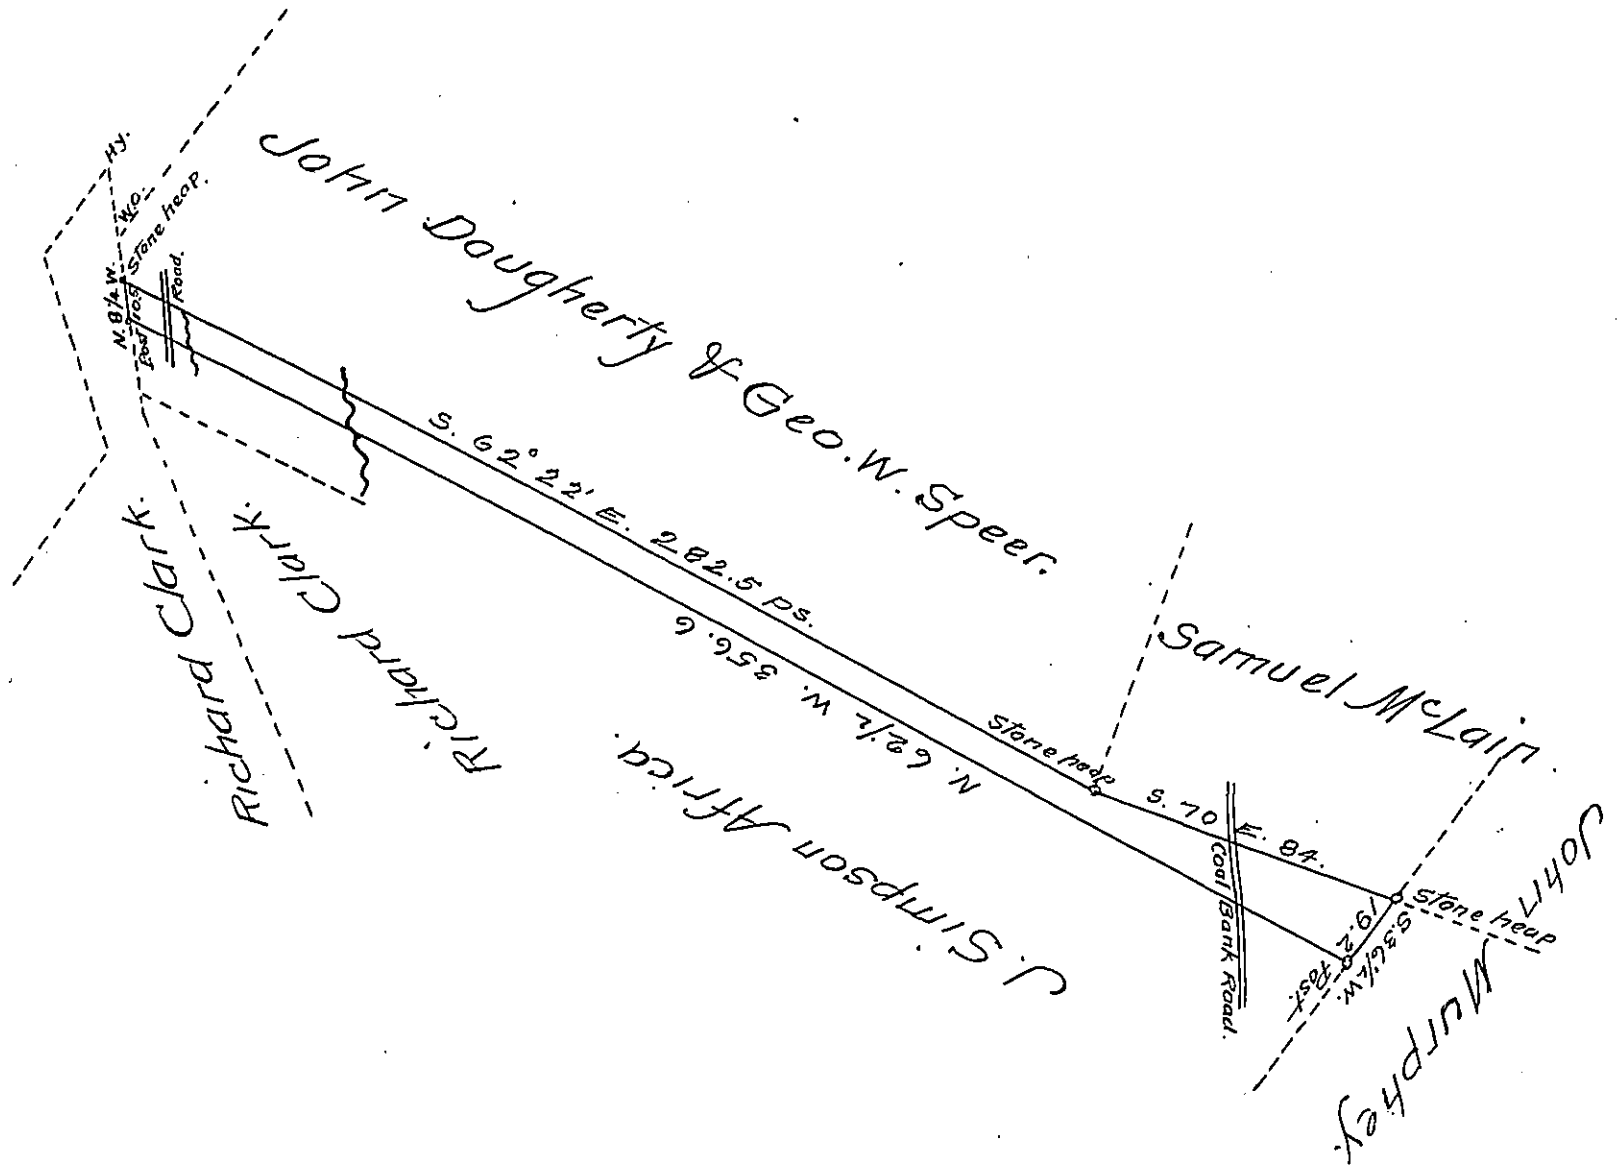 Hy.
W.O.
Stone heap.
N. 8¼ W.
10.5
Post
Road.
John Daugherty & Geo. W. Speer.
S. 62° 22' E. 282.5 ps.
N. 62½ W. 356.6
Richard Clark.
Richard Clark.
J. Simpson Africa.
Samuel McLain
Stone heap
S. 70 E. 84.
Coal Bank Road.
Stone heap
19.2
S. 36½ W.
Post.
John Murphey.